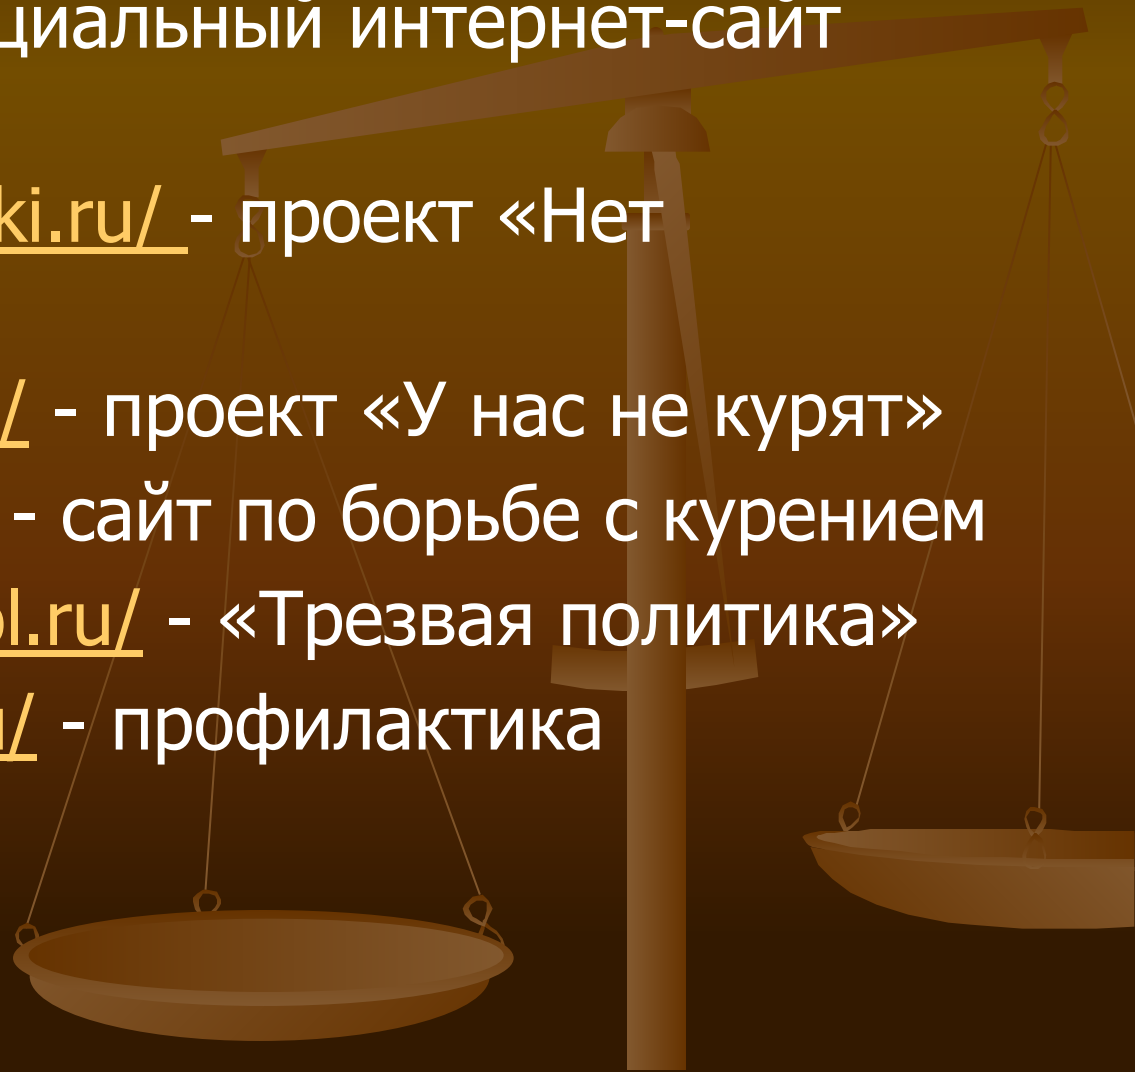 циальный интернет-сайт
ki.ru/ - проект «Нет
/ - проект «У нас не курят»
- сайт по борьбе с курением
ol.ru/ - «Трезвая политика»
u/ - профилактика